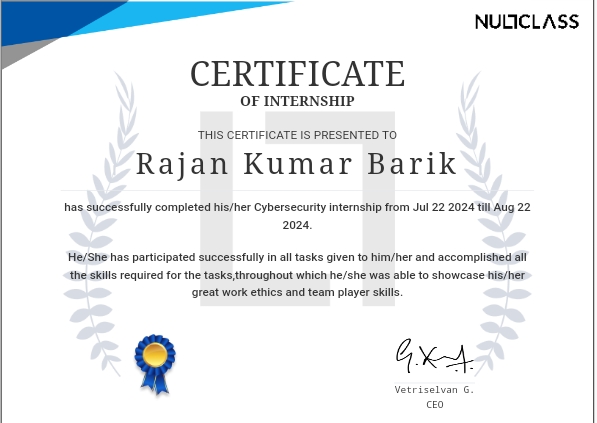 NULLCLASS
CERTIFICATE
OF INTERNSHIP
THIS CERTIFICATE IS PRESENTED TO
Rajan Kumar Barik
has successfully completed his/her Cybersecurity internship from Jul 22 2024 till Aug 22
2024.
He/She has participated successfully in all tasks given to him/her and accomplished all
the skills required for the tasks,throughout which he/she was able to showcase his/her
great work ethics and team player skills.
Vetriselvan G.
CEO